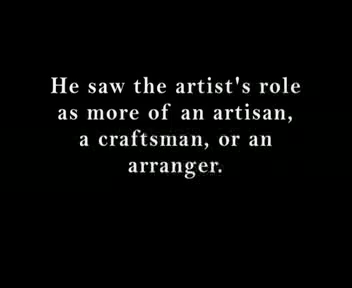 He saw the artist's role
as more of an artisan,
a craftsman, or an
arranger.